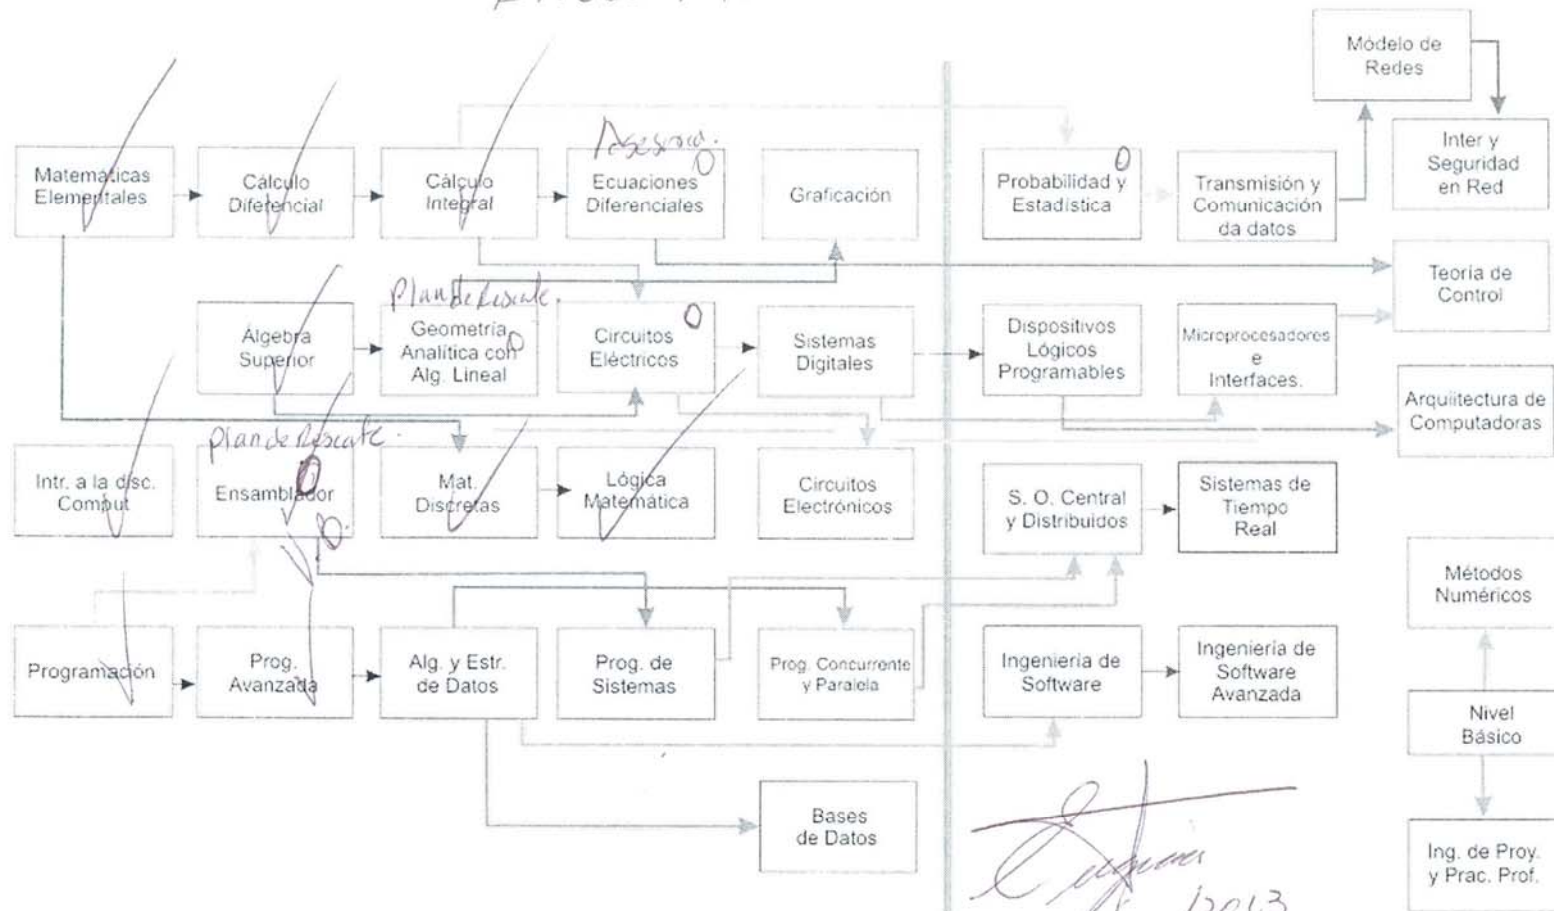 Módelo de
Redes
Matemáticas
Elementales
Cálculo
Diferencial
Cálculo
Integral
Asesoría.
Ecuaciones
Diferenciales
Graficación
Probabilidad y
Estadística
Transmisión y
Comunicación
da datos
Inter y
Seguridad
en Red
Teoría de
Control
Álgebra
Superior
Plan de Rescate.
Geometría
Analítica con
Alg. Lineal
Circuitos
Eléctricos
Sistemas
Digitales
Dispositivos
Lógicos
Programables
Microprocesadores
e
Interfaces.
Arquiitectura de
Computadoras
Intr. a la disc.
Comput
plan de Rescate.
Ensamblador
Mat.
Discretas
Lógica
Matemática
Circuitos
Electrónicos
S. O. Central
y Distribuidos
Sistemas de
Tiempo
Real
Métodos
Numéricos
Programación
Prog.
Avanzada
Alg. y Estr.
de Datos
Prog. de
Sistemas
Prog. Concurrente
y Paralela
Ingeniería de
Software
Ingeniería de
Software
Avanzada
Nivel
Básico
Bases
de Datos
Ing. de Proy.
y Prac. Prof.
2013